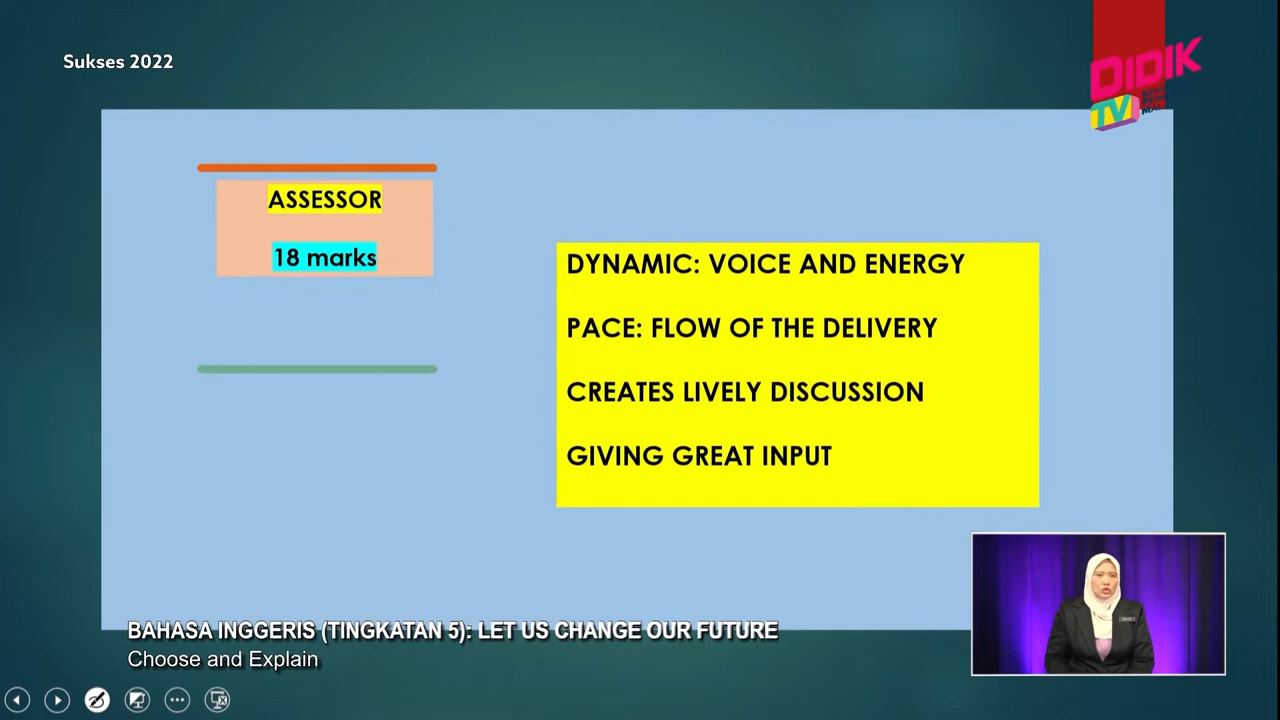 Sukses 2022
DIDIK
TV
ASSESSOR
18 marks
DYNAMIC: VOICE AND ENERGY
PACE: FLOW OF THE DELIVERY
CREATES LIVELY DISCUSSION
GIVING GREAT INPUT
BAHASA INGGERIS (TINGKATAN 5): LET US CHANGE OUR FUTURE
Choose and Explain